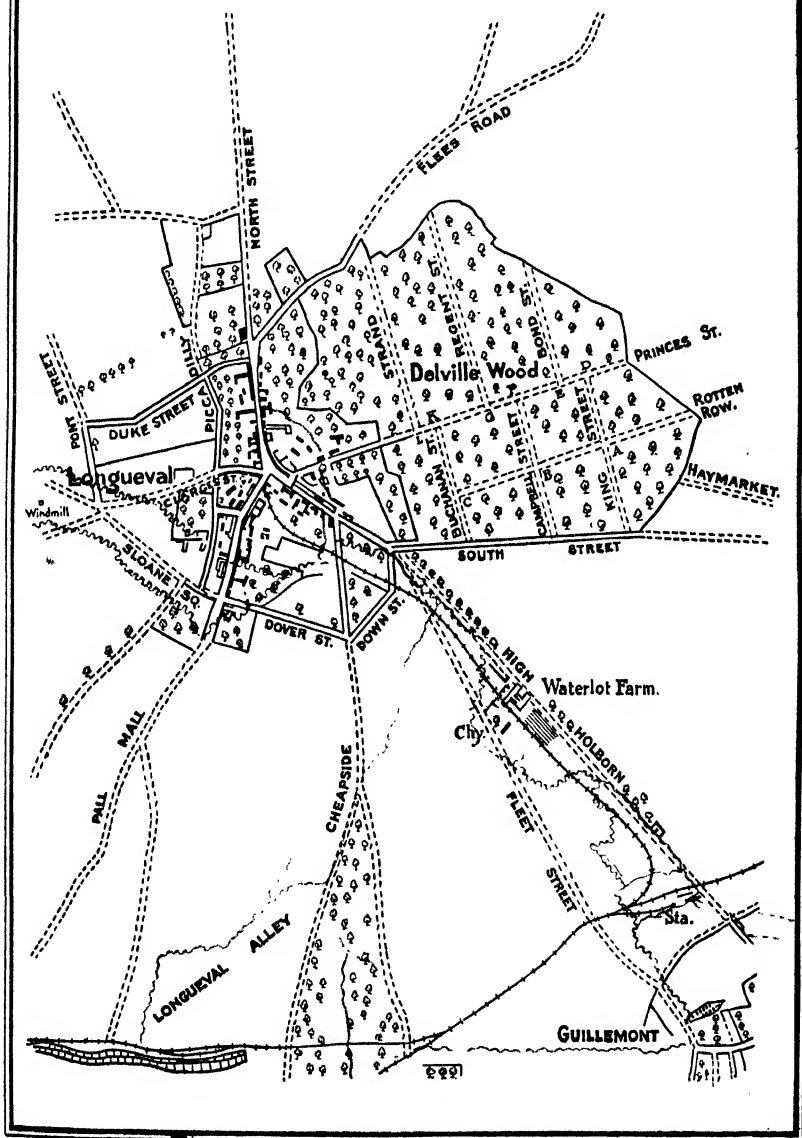 NORTH STREET
FLERS ROAD
STRAND
REGENT ST.
BOND ST.
PRINCES ST.
Delville Wood
ROTTEN ROW.
PONT STREET
DUKE STREET
PICCADILLY
BUCHANAN ST.
CAMPBELL STREET
KING STREET
HAYMARKET.
Longueval
Windmill
SLOANE SQ.
SOUTH STREET
DOVER ST.
DOWN ST.
HIGH HOLBORN
Waterlot Farm.
Chy.
PALL MALL
CHEAPSIDE
FLEET STREET
Sta.
LONGUEVAL ALLEY
GUILLEMONT